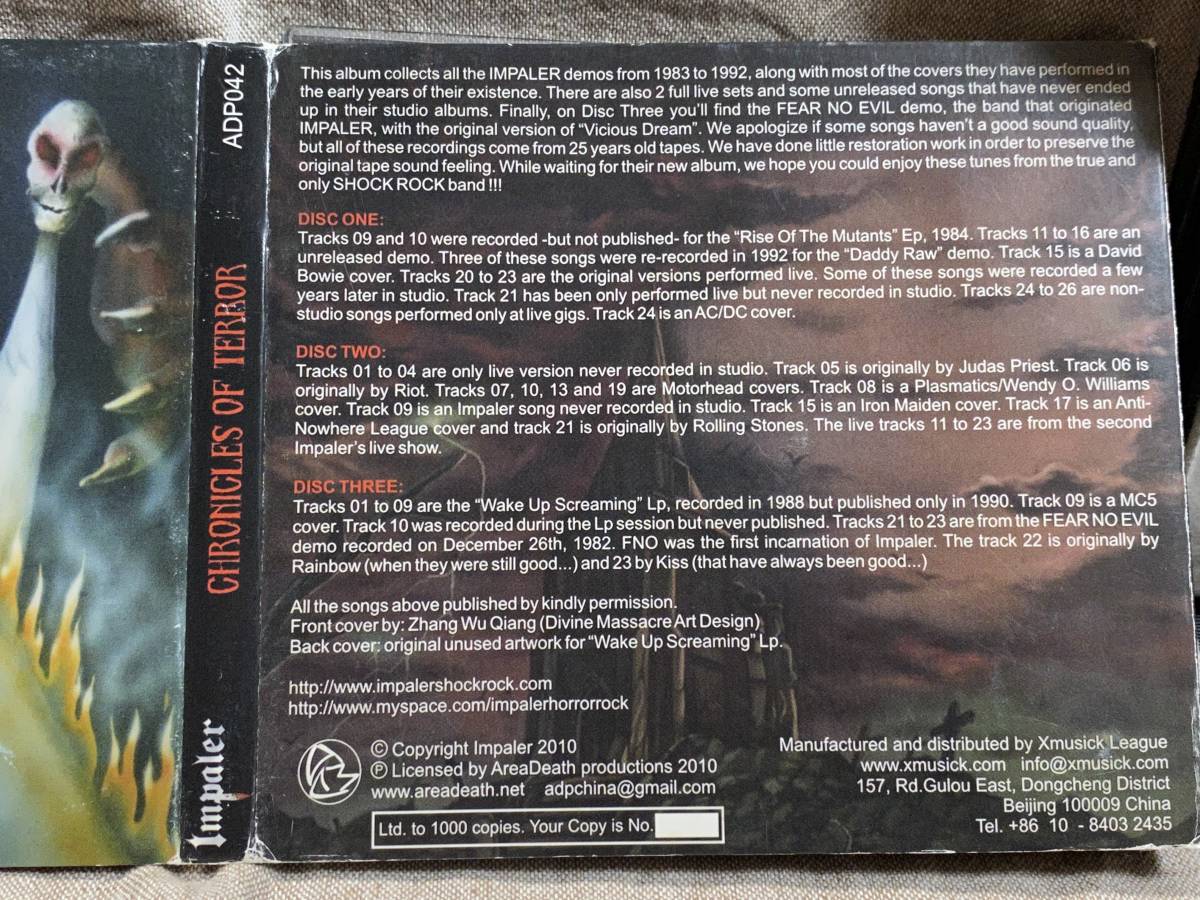 ADP042
CHRONICLES OF TERROR
Impaler
This album collects all the IMPALER demos from 1983 to 1992, along with most of the covers they have performed in
the early years of their existence. There are also 2 full live sets and some unreleased songs that have never ended
up in their studio albums. Finally, on Disc Three you'll find the FEAR NO EVIL demo, the band that originated
IMPALER, with the original version of “Vicious Dream”. We apologize if some songs haven't a good sound quality,
but all of these recordings come from 25 years old tapes. We have done little restoration work in order to preserve the
original tape sound feeling. While waiting for their new album, we hope you could enjoy these tunes from the true and
only SHOCK ROCK band !!!
DISC ONE:
Tracks 09 and 10 were recorded -but not published- for the “Rise Of The Mutants” Ep, 1984. Tracks 11 to 16 are an
unreleased demo. Three of these songs were re-recorded in 1992 for the “Daddy Raw” demo. Track 15 is a David
Bowie cover. Tracks 20 to 23 are the original versions performed live. Some of these songs were recorded a few
years later in studio. Track 21 has been only performed live but never recorded in studio. Tracks 24 to 26 are non-
studio songs performed only at live gigs. Track 24 is an AC/DC cover.
DISC TWO:
Tracks 01 to 04 are only live version never recorded in studio. Track 05 is originally by Judas Priest. Track 06 is
originally by Riot. Tracks 07, 10, 13 and 19 are Motorhead covers. Track 08 is a Plasmatics/Wendy O. Williams
cover. Track 09 is an Impaler song never recorded in studio. Track 15 is an Iron Maiden cover. Track 17 is an Anti-
Nowhere League cover and track 21 is originally by Rolling Stones. The live tracks 11 to 23 are from the second
Impaler's live show.
DISC THREE:
Tracks 01 to 09 are the “Wake Up Screaming” Lp, recorded in 1988 but published only in 1990. Track 09 is a MC5
cover. Track 10 was recorded during the Lp session but never published. Tracks 21 to 23 are from the FEAR NO EVIL
demo recorded on December 26th, 1982. FNO was the first incarnation of Impaler. The track 22 is originally by
Rainbow (when they were still good...) and 23 by Kiss (that have always been good...)
All the songs above published by kindly permission.
Front cover by: Zhang Wu Qiang (Divine Massacre Art Design)
Back cover: original unused artwork for “Wake Up Screaming” Lp.
http://www.impalershockrock.com
http://www.myspace.com/impalerhorrorrock
© Copyright Impaler 2010
℗ Licensed by AreaDeath productions 2010
www.areadeath.net adpchina@gmail.com
Ltd. to 1000 copies. Your Copy is No.
Manufactured and distributed by Xmusick League
www.xmusick.com info@xmusick.com
157, Rd.Gulou East, Dongcheng District
Beijing 100009 China
Tel. +86 10 - 8403 2435